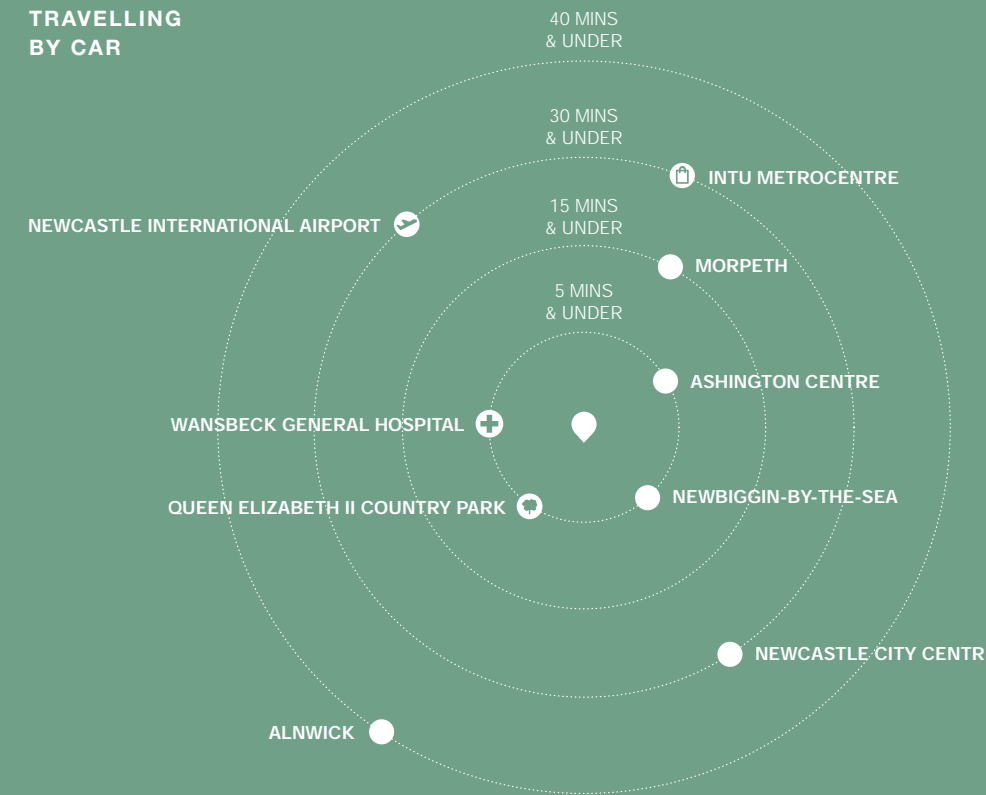 TRAVELLING
BY CAR
40 MINS
& UNDER
30 MINS
& UNDER
INTU METROCENTRE
15 MINS
& UNDER
NEWCASTLE INTERNATIONAL AIRPORT
MORPETH
5 MINS
& UNDER
ASHINGTON CENTRE
WANSBECK GENERAL HOSPITAL
NEWBIGGIN-BY-THE-SEA
QUEEN ELIZABETH II COUNTRY PARK
NEWCASTLE CITY CENTR
ALNWICK